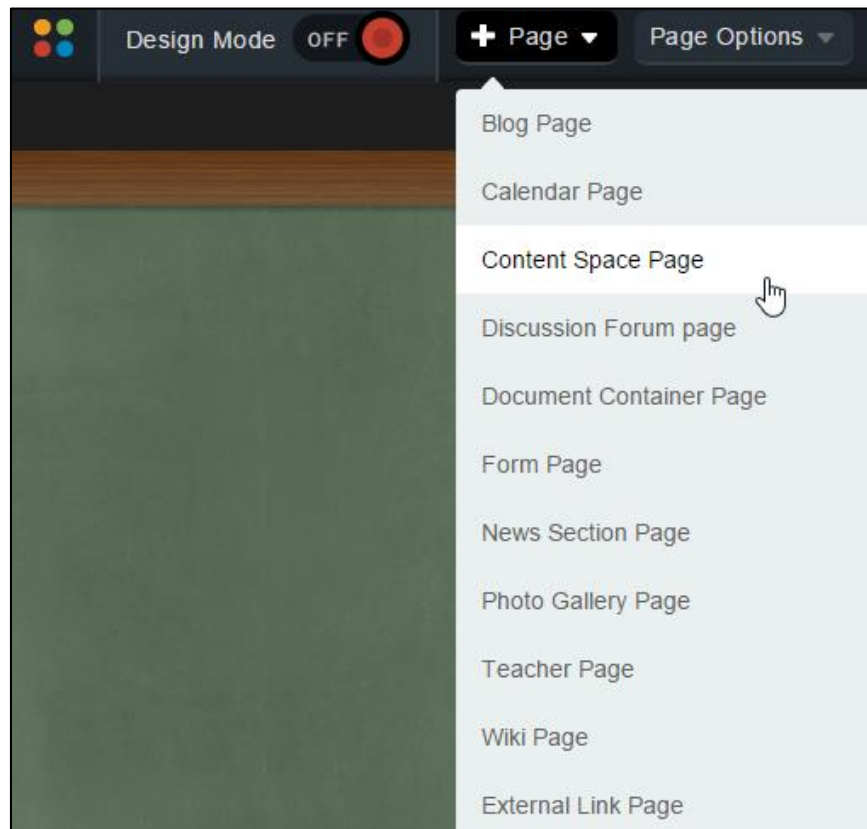 Design Mode OFF + Page Page Options
Blog Page
Calendar Page
Content Space Page
Discussion Forum page
Document Container Page
Form Page
News Section Page
Photo Gallery Page
Teacher Page
Wiki Page
External Link Page